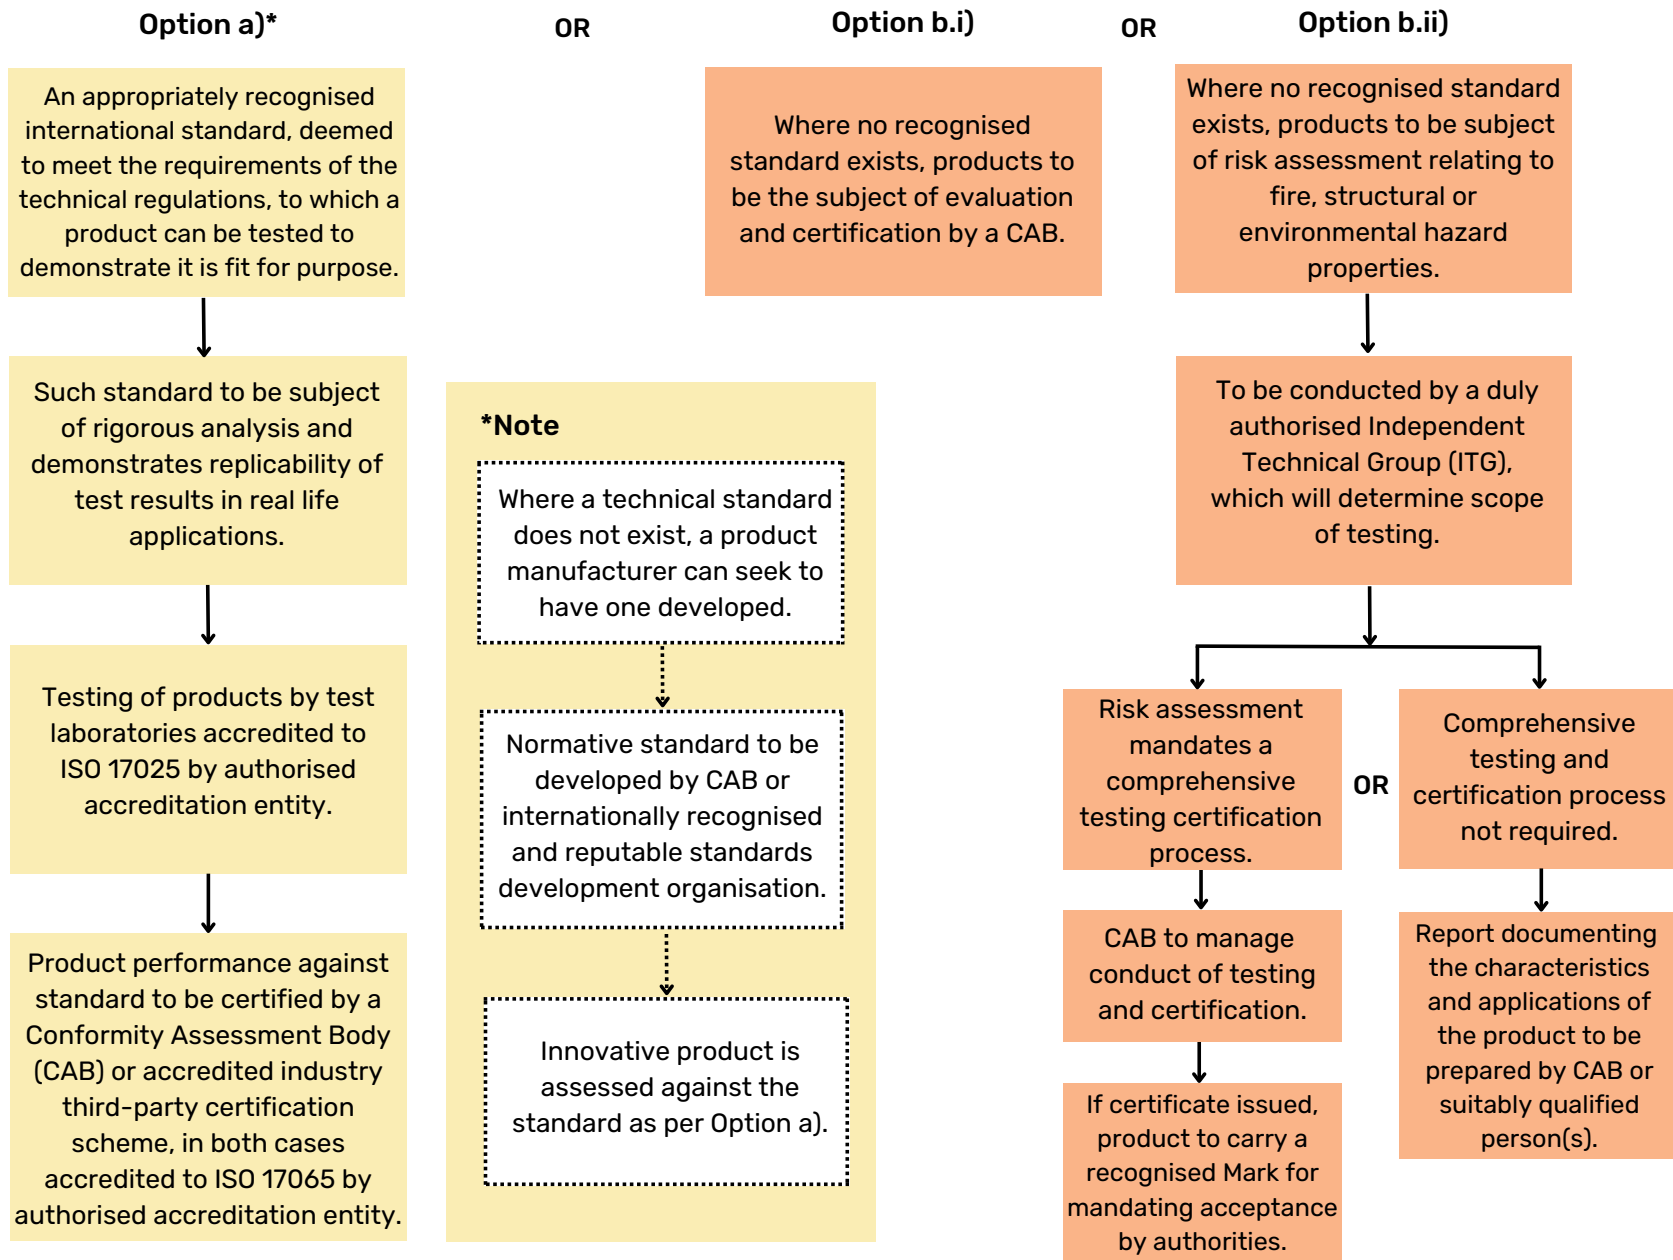 Option a)*
OR
Option b.i)
OR
Option b.ii)
An appropriately recognised
international standard, deemed
to meet the requirements of the
technical regulations, to which a
product can be tested to
demonstrate it is fit for purpose.
Such standard to be subject
of rigorous analysis and
demonstrates replicability of
test results in real life
applications.
Testing of products by test
laboratories accredited to
ISO 17025 by authorised
accreditation entity.
Product performance against
standard to be certified by a
Conformity Assessment Body
(CAB) or accredited industry
third-party certification
scheme, in both cases
accredited to ISO 17065 by
authorised accreditation entity.
*Note
Where a technical standard
does not exist, a product
manufacturer can seek to
have one developed.
Normative standard to be
developed by CAB or
internationally recognised
and reputable standards
development organisation.
Innovative product is
assessed against the
standard as per Option a).
Where no recognised
standard exists, products to
be the subject of evaluation
and certification by a CAB.
Where no recognised standard
exists, products to be subject
of risk assessment relating to
fire, structural or
environmental hazard
properties.
To be conducted by a duly
authorised Independent
Technical Group (ITG),
which will determine scope
of testing.
Risk assessment
mandates a
comprehensive
testing certification
process.
OR
Comprehensive
testing and
certification process
not required.
CAB to manage
conduct of testing
and certification.
If certificate issued,
product to carry a
recognised Mark for
mandating acceptance
by authorities.
Report documenting
the characteristics
and applications of
the product to be
prepared by CAB or
suitably qualified
person(s).